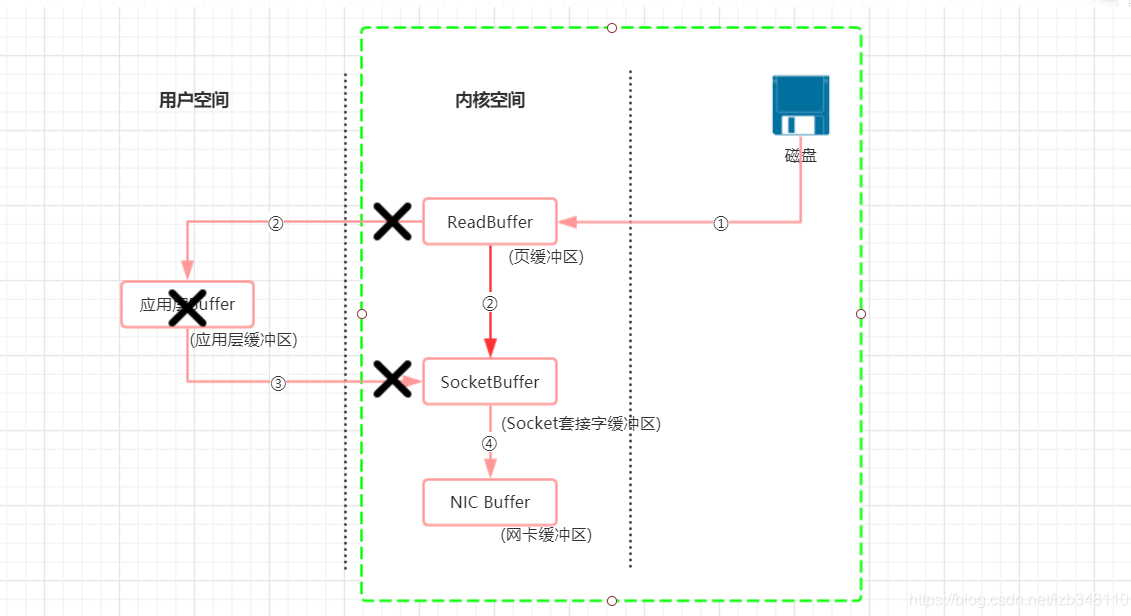 用户空间
内核空间
磁盘
②
ReadBuffer
①
(页缓冲区)
应用层Buffer
②
(应用层缓冲区)
③
SocketBuffer
(Socket套接字缓冲区)
④
NIC Buffer
(网卡缓冲区)
https://blog.csdn.net/lzb348110